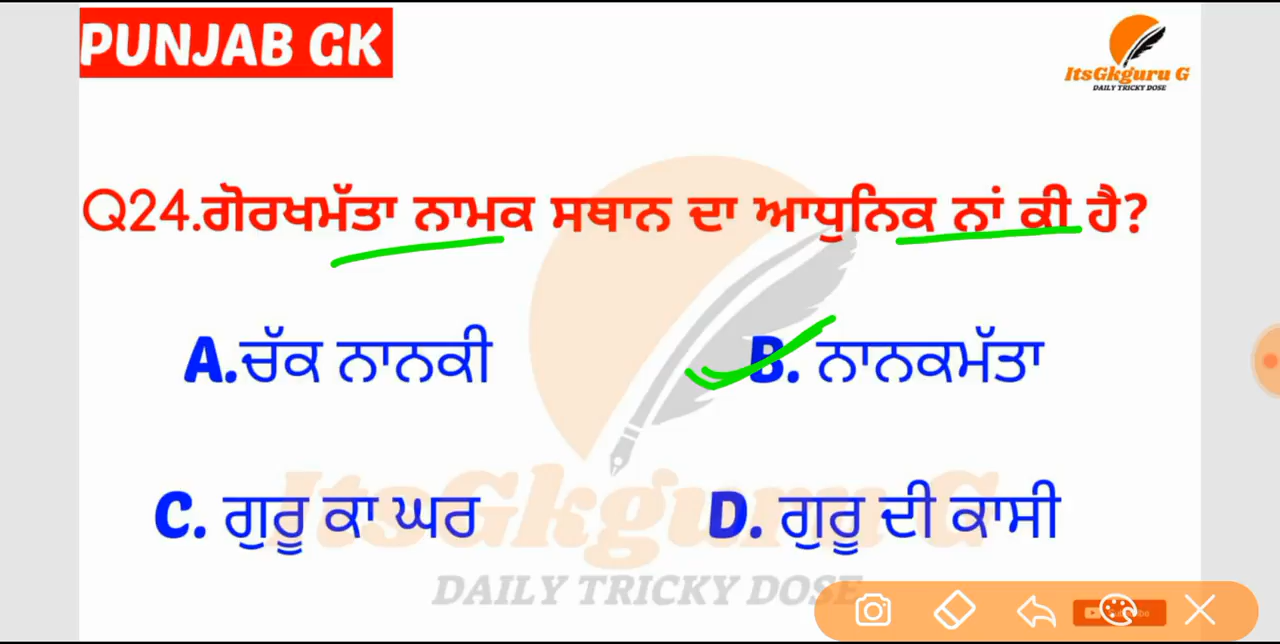 PUNJAB GK
ItsGkguru G
DAILY TRICKY DOSE
Q24.ਗੋਰਖਮੱਤਾ ਨਾਮਕ ਸਥਾਨ ਦਾ ਆਧੁਨਿਕ ਨਾਂ ਕੀ ਹੈ?
A.ਚੱਕ ਨਾਨਕੀ
B. ਨਾਨਕਮੱਤਾ
C. ਗੁਰੂ ਕਾ ਘਰ
D. ਗੁਰੂ ਦੀ ਕਾਸੀ
ItsGkguru G
DAILY TRICKY DOSE